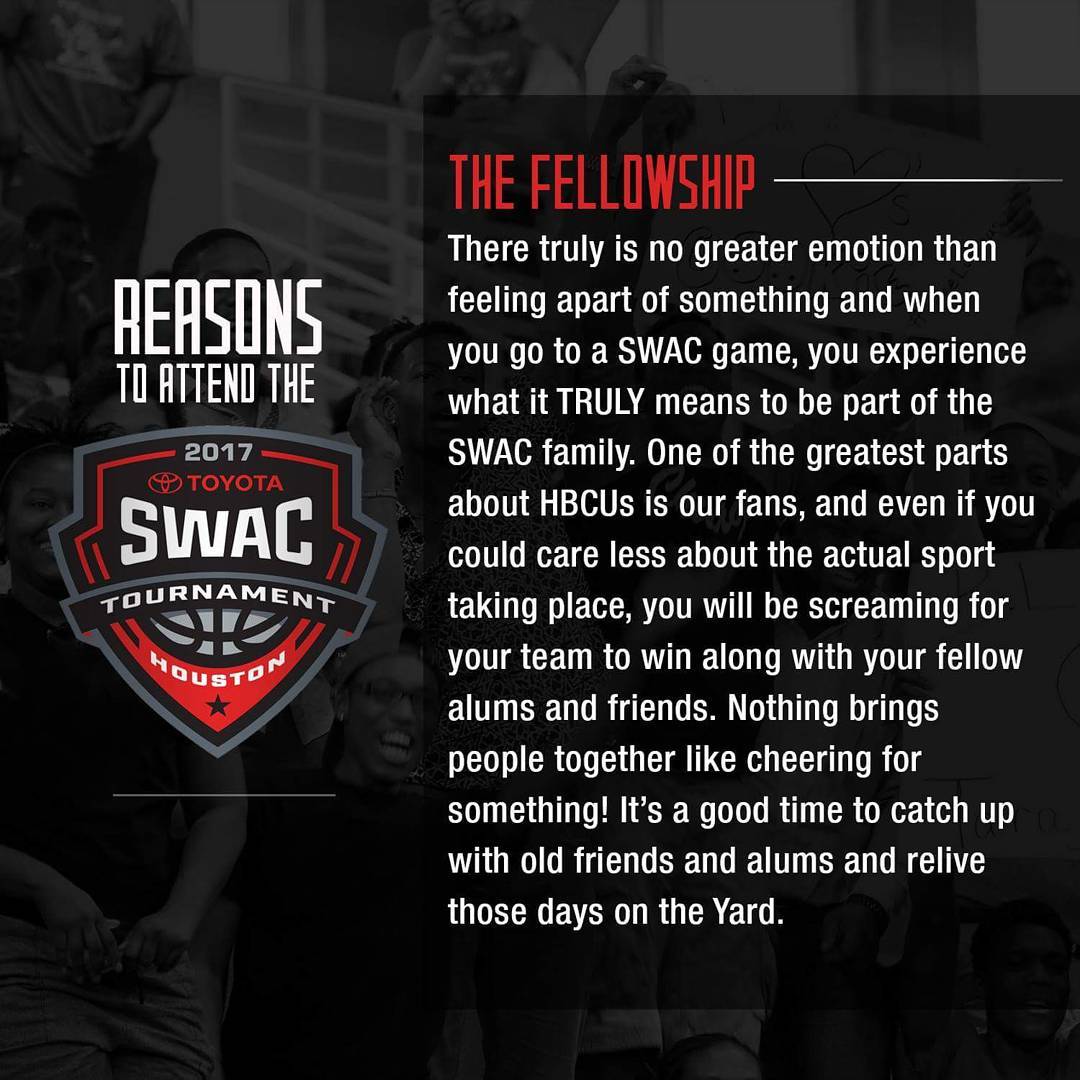 REASONS
TO ATTEND THE
2017
TOYOTA
SWAC
TOURNAMENT
HOUSTON
THE FELLOWSHIP
There truly is no greater emotion than
feeling apart of something and when
you go to a SWAC game, you experience
what it TRULY means to be part of the
SWAC family. One of the greatest parts
about HBCUs is our fans, and even if you
could care less about the actual sport
taking place, you will be screaming for
your team to win along with your fellow
alums and friends. Nothing brings
people together like cheering for
something! It’s a good time to catch up
with old friends and alums and relive
those days on the Yard.